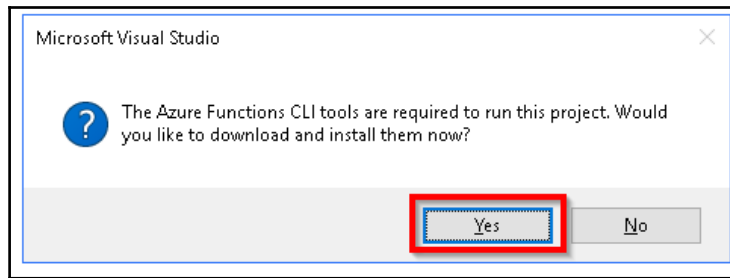 Microsoft Visual Studio
The Azure Functions CLI tools are required to run this project. Would
you like to download and install them now?
Yes
No